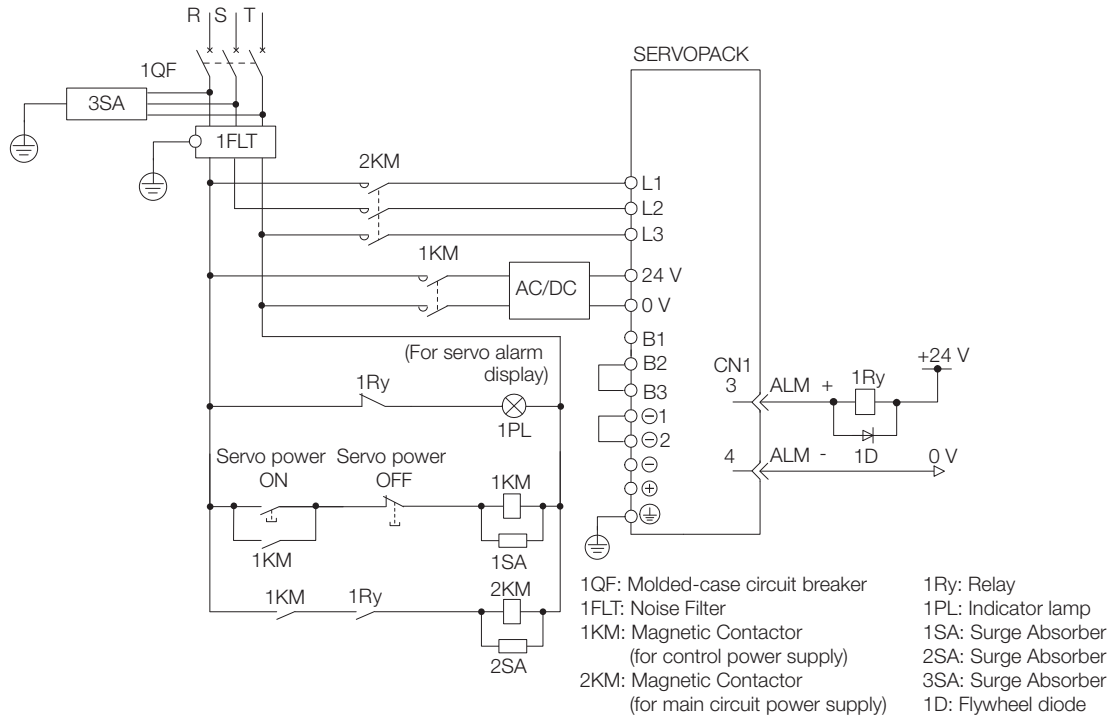 R S T
1QF
3SA
1FLT
SERVOPACK
2KM
L1
L2
L3
1KM
AC/DC
24 V
0 V
B1
B2
B3
⊖1
⊖2
⊖
⊕
(For servo alarm
display)
1Ry
1PL
CN1
3 ALM + 1Ry +24 V
1D
4 ALM - 0 V
Servo power
ON
Servo power
OFF
1KM
1KM
1SA
1KM 1Ry 2KM
2SA
1QF: Molded-case circuit breaker
1FLT: Noise Filter
1KM: Magnetic Contactor
(for control power supply)
2KM: Magnetic Contactor
(for main circuit power supply)
1Ry: Relay
1PL: Indicator lamp
1SA: Surge Absorber
2SA: Surge Absorber
3SA: Surge Absorber
1D: Flywheel diode